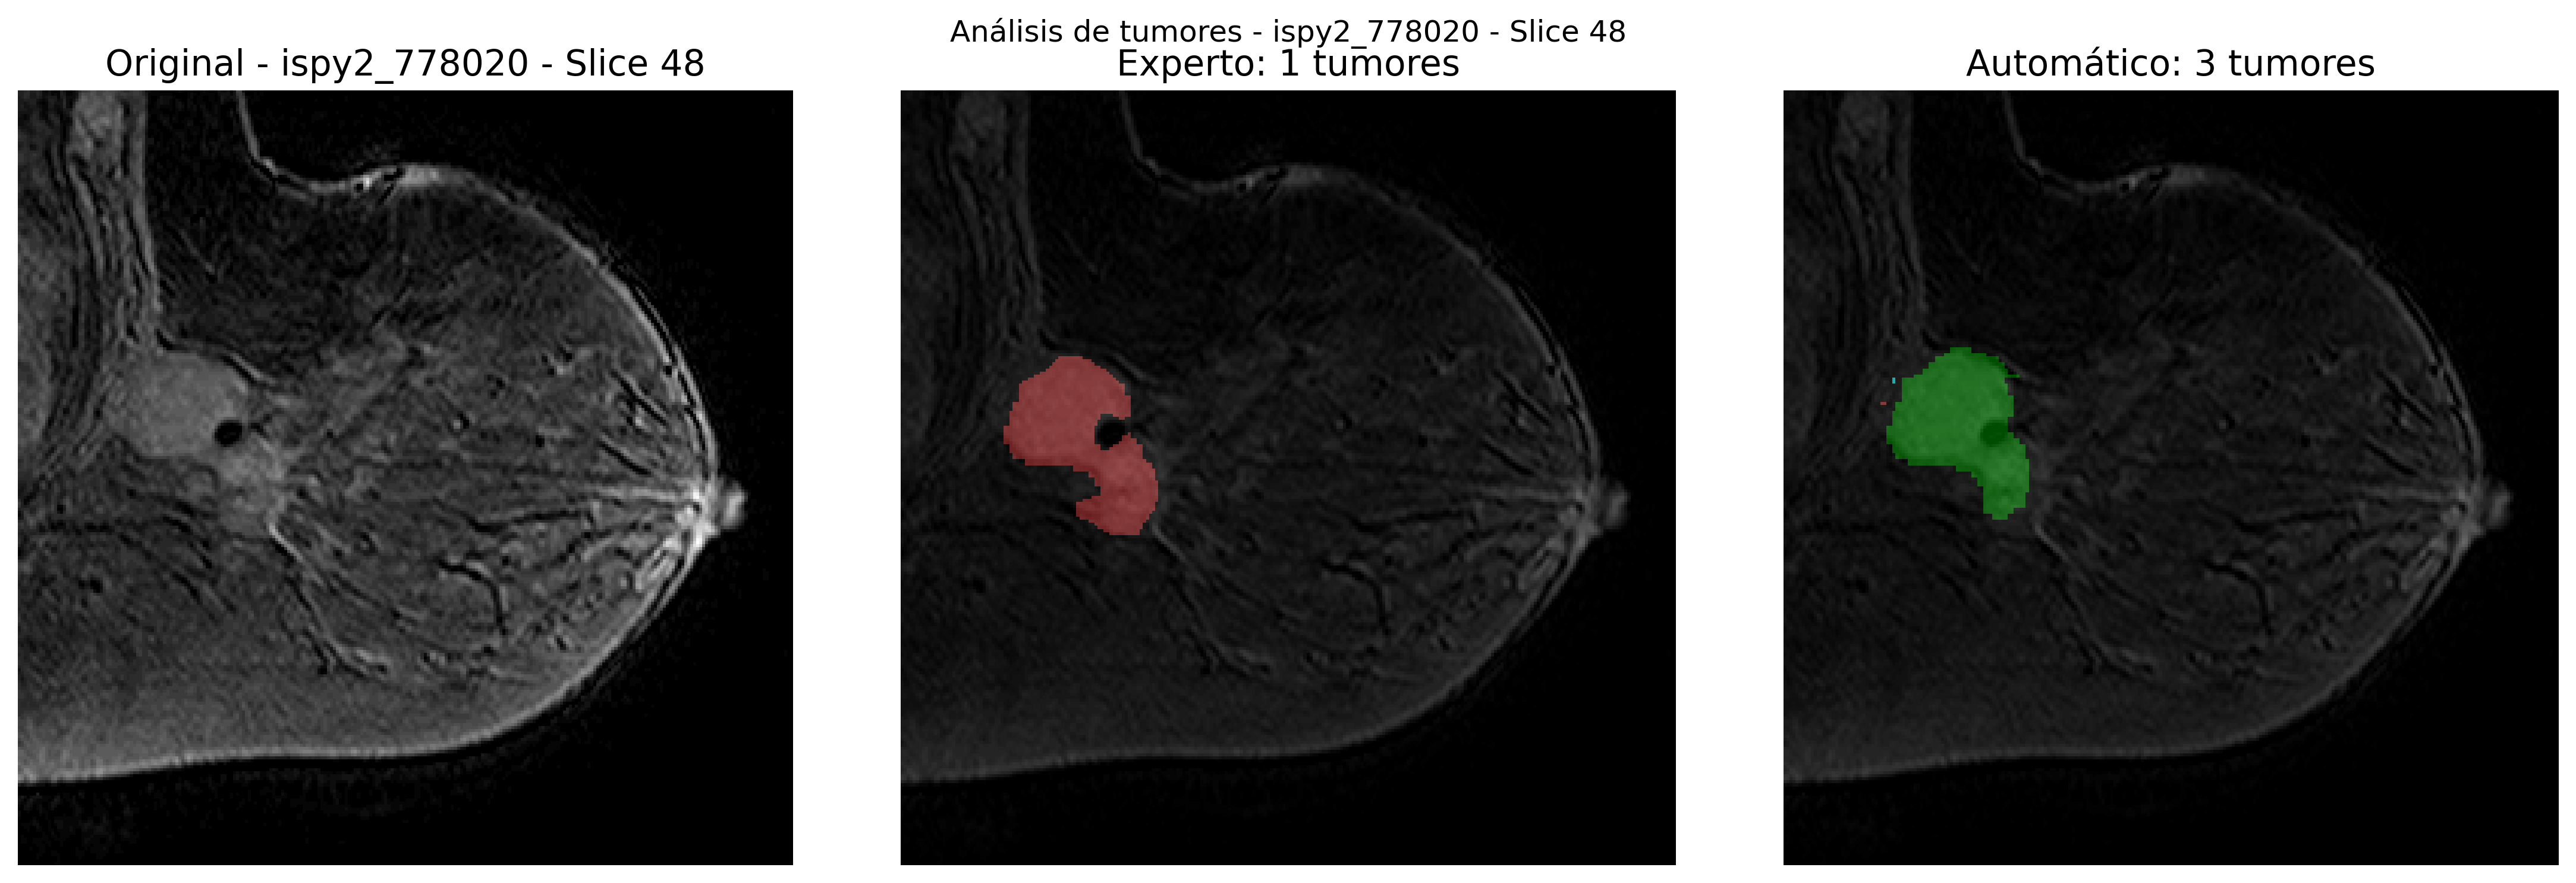 Análisis de tumores - ispy2_778020 - Slice 48
Original - ispy2_778020 - Slice 48
Experto: 1 tumores
Automático: 3 tumores